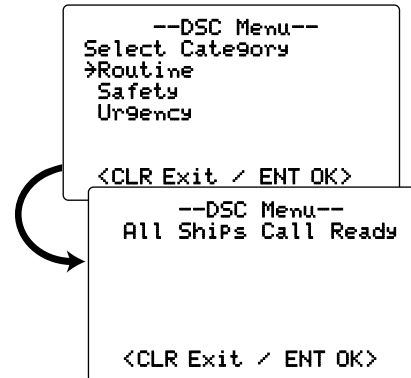 --DSC Menu--
Select Category
→Routine
Safety
Urgency
<CLR Exit / ENT OK>
--DSC Menu--
All Ships Call Ready
<CLR Exit / ENT OK>